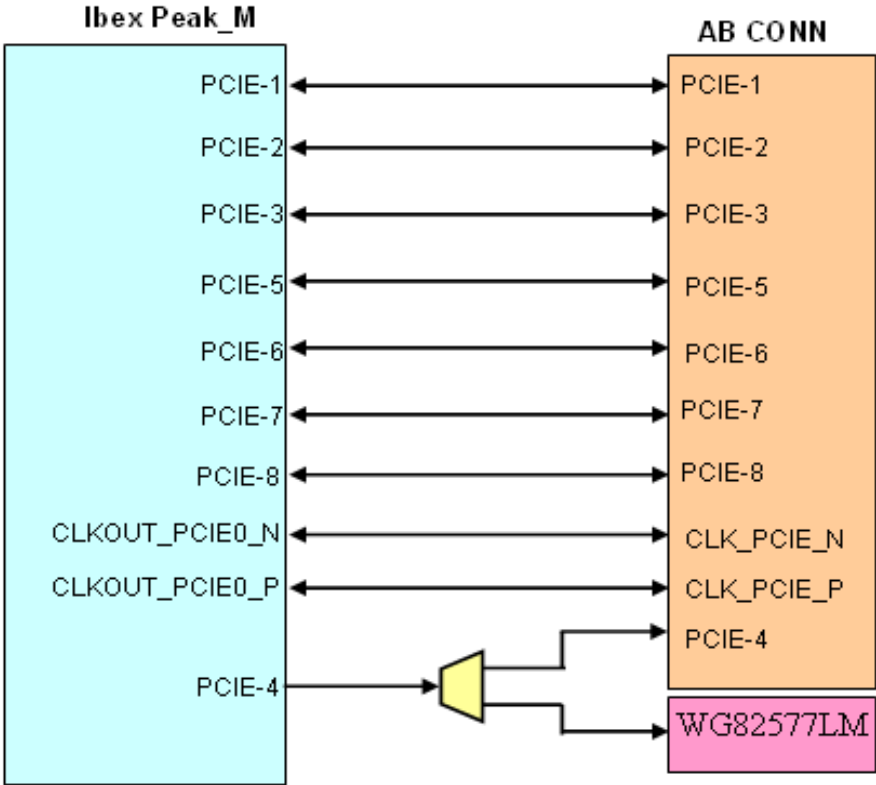 Ibex Peak_M
AB CONN
PCIE-1
PCIE-1
PCIE-2
PCIE-2
PCIE-3
PCIE-3
PCIE-5
PCIE-5
PCIE-6
PCIE-6
PCIE-7
PCIE-7
PCIE-8
PCIE-8
CLKOUT_PCIE0_N
CLK_PCIE_N
CLKOUT_PCIE0_P
CLK_PCIE_P
PCIE-4
PCIE-4
WG82577LM